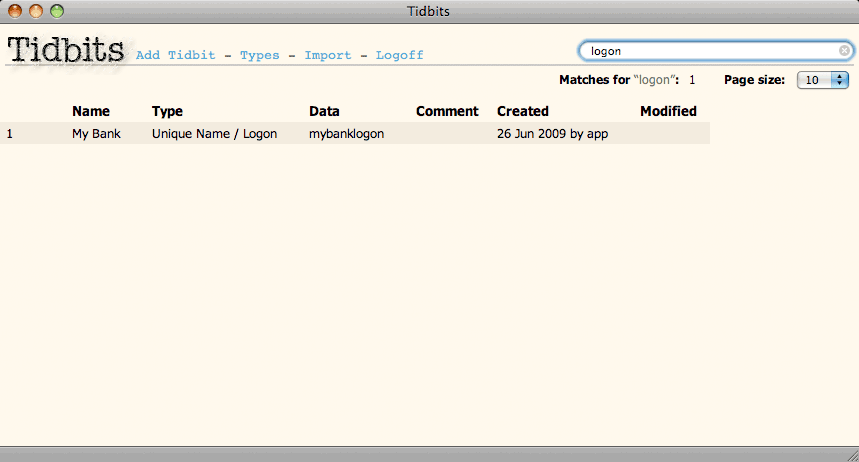 Tidbits
Tidbits Add Tidbit – Types – Import – Logoff logon
Matches for “logon”: 1 Page size: 10
Name Type Data Comment Created Modified
1 My Bank Unique Name / Logon mybanklogon 26 Jun 2009 by app